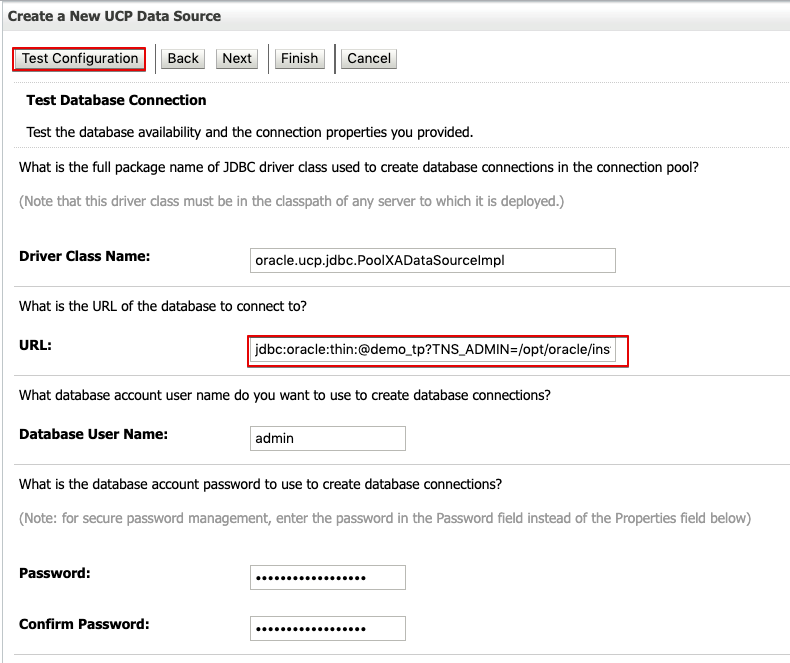 Create a New UCP Data Source
Test Configuration Back Next Finish Cancel
Test Database Connection
Test the database availability and the connection properties you provided.
What is the full package name of JDBC driver class used to create database connections in the connection pool?
(Note that this driver class must be in the classpath of any server to which it is deployed.)
Driver Class Name: oracle.ucp.jdbc.PoolXADataSourceImpl
What is the URL of the database to connect to?
URL: jdbc:oracle:thin:@demo_tp?TNS_ADMIN=/opt/oracle/ins
What database account user name do you want to use to create database connections?
Database User Name: admin
What is the database account password to use to create database connections?
(Note: for secure password management, enter the password in the Password field instead of the Properties field below)
Password: ••••••••••••••••••
Confirm Password: ••••••••••••••••••